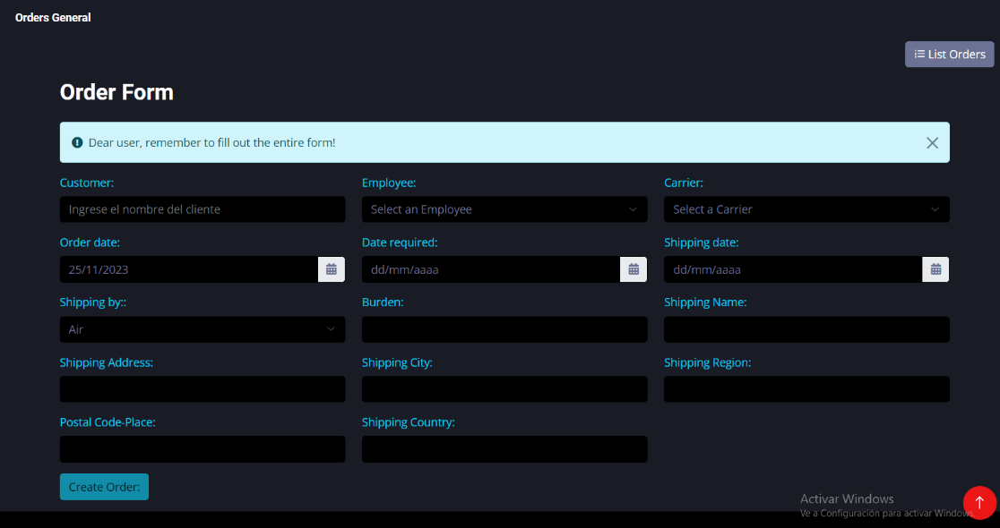 Orders General
List Orders
Order Form
Dear user, remember to fill out the entire form!
Customer: Employee: Carrier:
Ingrese el nombre del cliente Select an Employee Select a Carrier
Order date: Date required: Shipping date:
25/11/2023 dd/mm/aaaa dd/mm/aaaa
Shipping by:: Burden: Shipping Name:
Air
Shipping Address: Shipping City: Shipping Region:
Postal Code-Place: Shipping Country:
Create Order:
Activar Windows
Ve a Configuración para activar Windows.